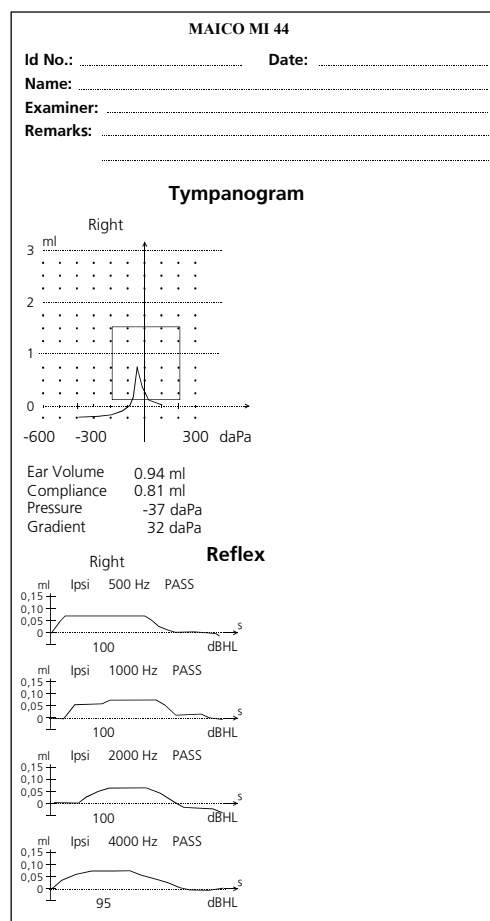 MAICO MI 44
Id No.: Date:
Name:
Examiner:
Remarks:
Tympanogram
Right
ml
3
2
1
0
-600 -300 300 daPa
Ear Volume 0.94 ml
Compliance 0.81 ml
Pressure -37 daPa
Gradient 32 daPa
Reflex
Right
ml Ipsi 500 Hz PASS
0,15
0,10
0,05
0 s
100 dBHL
ml Ipsi 1000 Hz PASS
0,15
0,10
0,05
0 s
100 dBHL
ml Ipsi 2000 Hz PASS
0,15
0,10
0,05
0 s
100 dBHL
ml Ipsi 4000 Hz PASS
0,15
0,10
0,05
0 s
95 dBHL